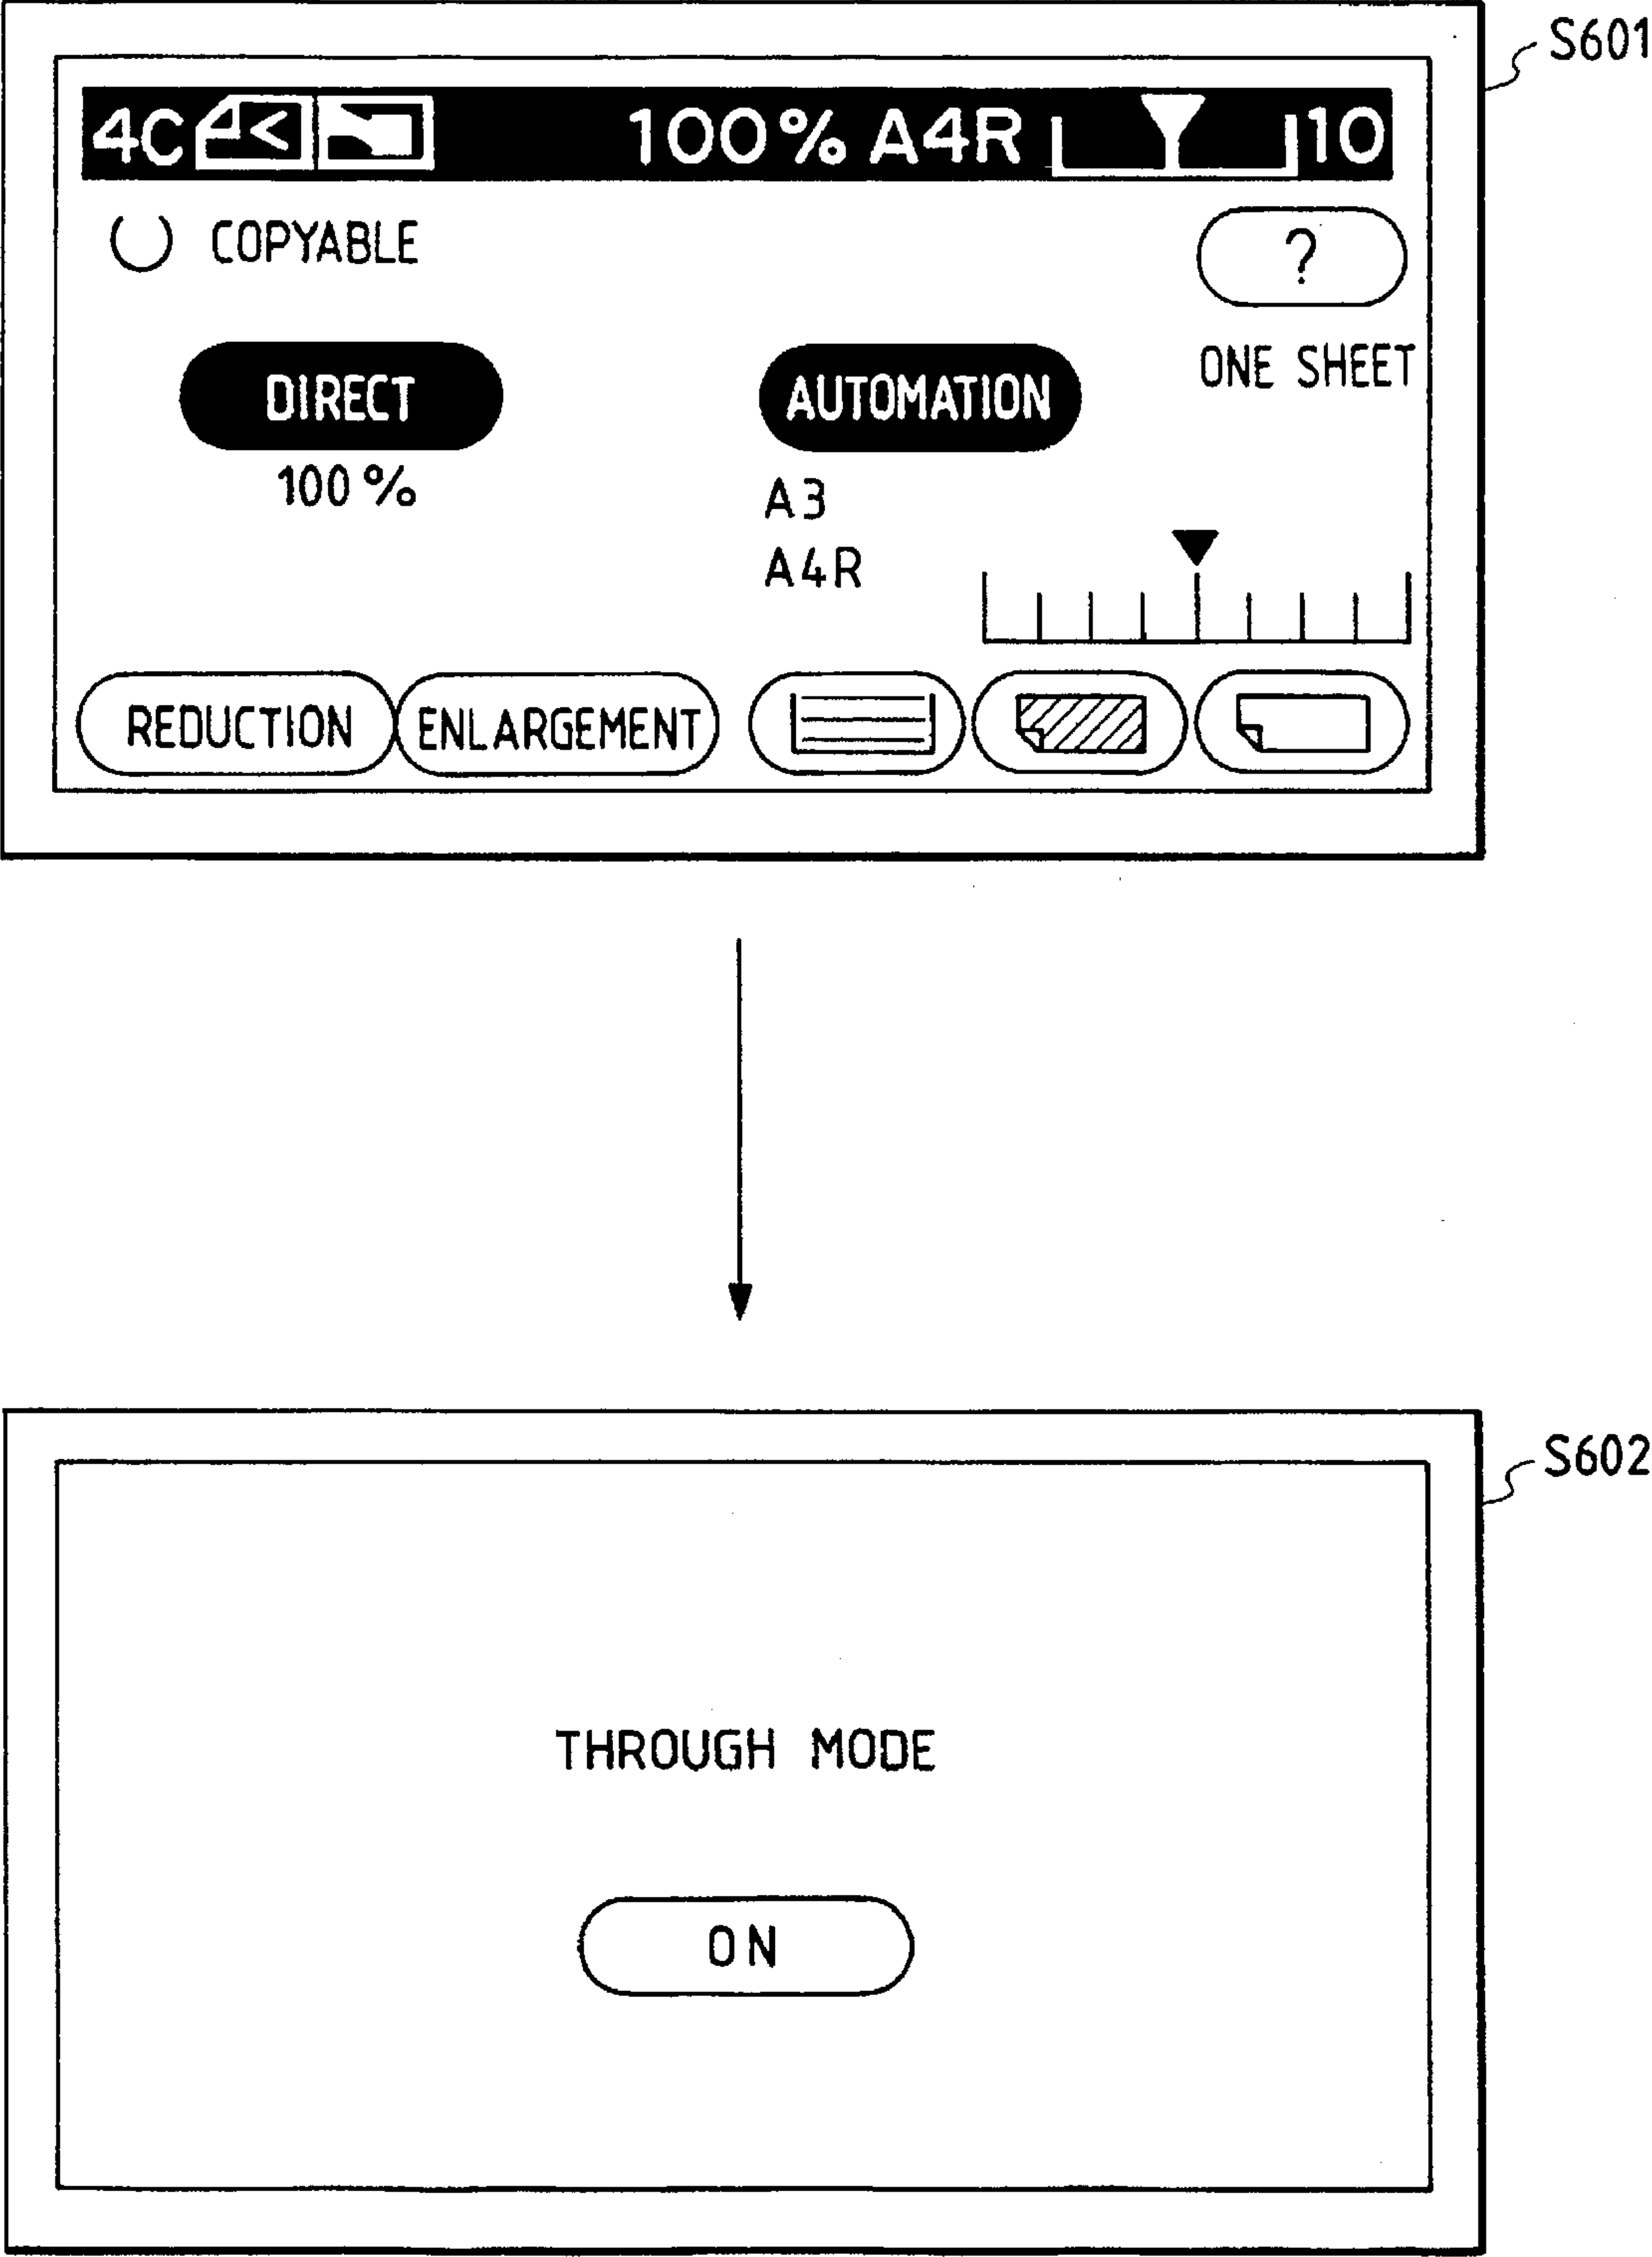 S601
4C 100% A4R 10
COPYABLE ?
DIRECT AUTOMATION ONE SHEET
100%
A3
A4R
REDUCTION ENLARGEMENT
S602
THROUGH MODE
ON